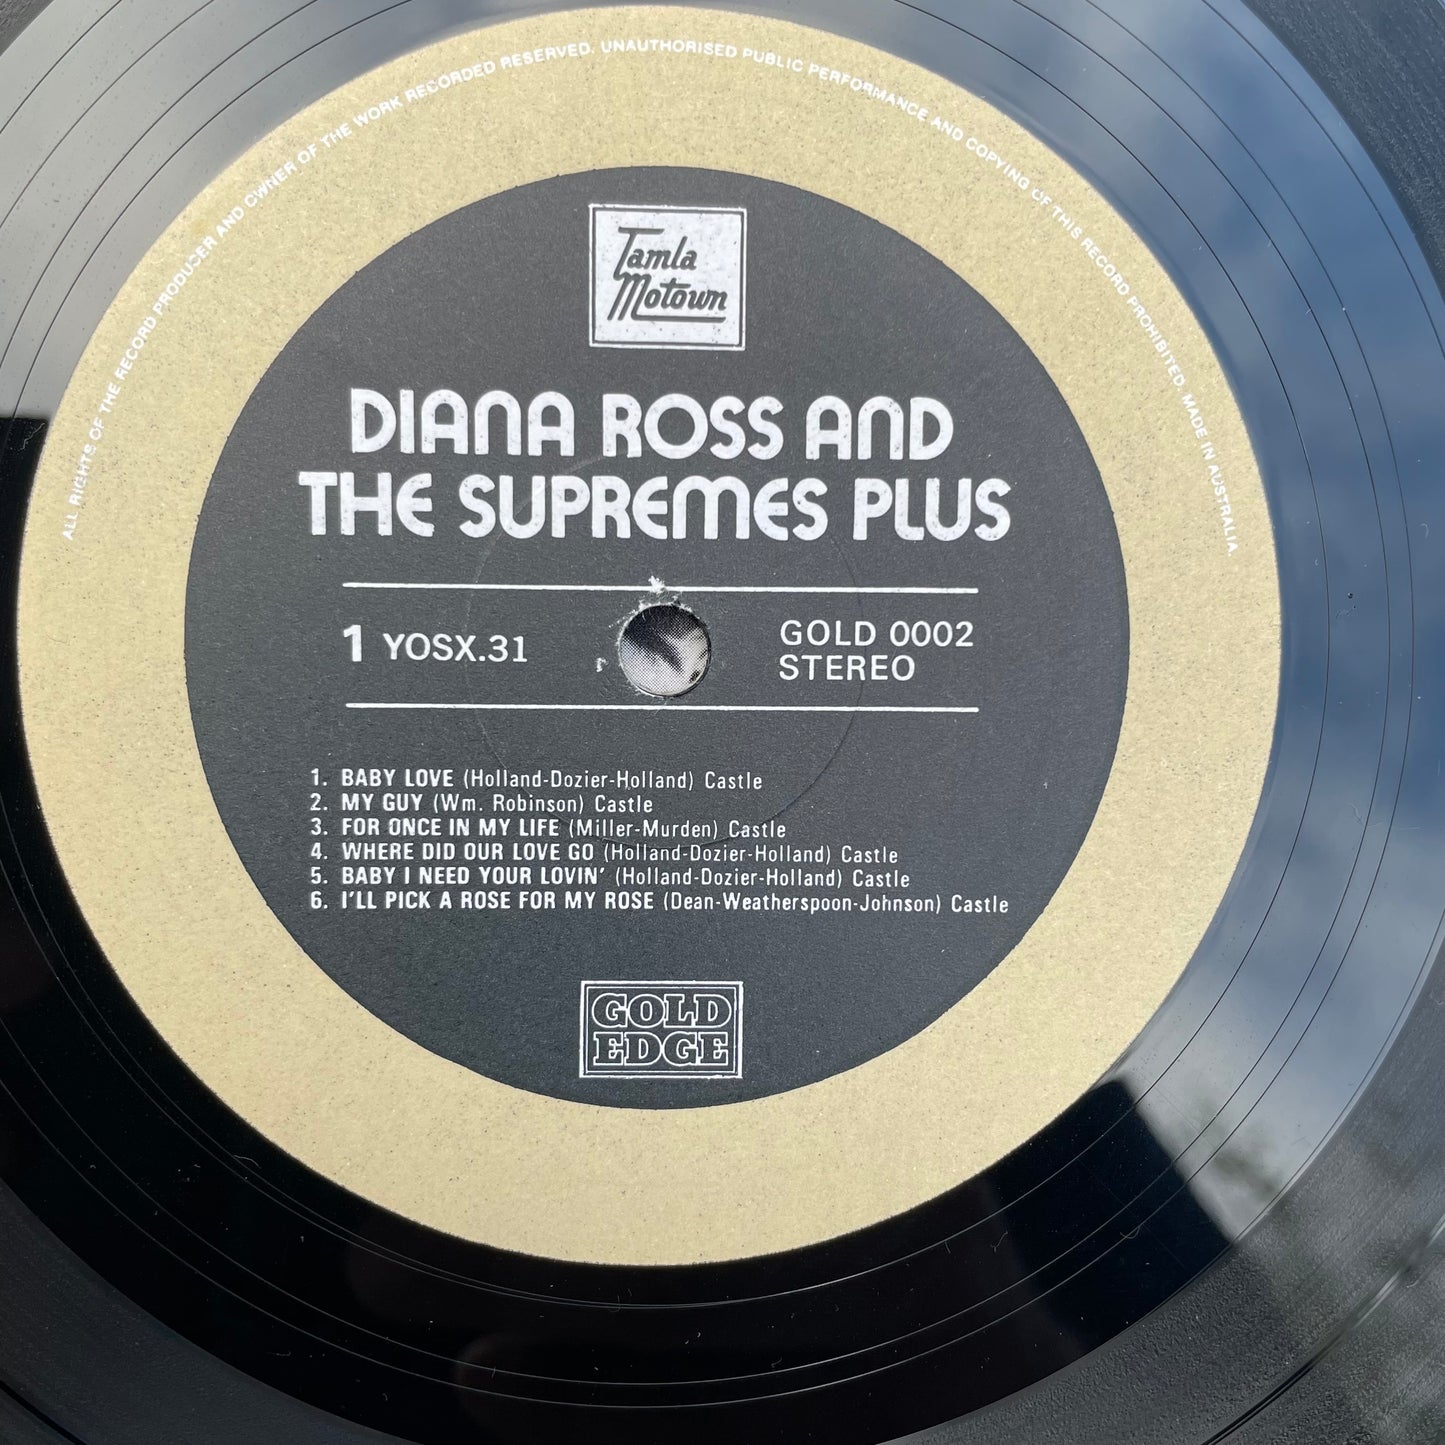 ALL RIGHTS OF THE RECORD PRODUCER AND OWNER OF THE WORK RECORDED RESERVED. UNAUTHORISED PUBLIC PERFORMANCE AND COPYING OF THIS RECORD PROHIBITED. MADE IN AUSTRALIA.
Tamla
Motown
DIANA ROSS AND
THE SUPREMES PLUS
1 YOSX.31
GOLD 0002
STEREO
1. BABY LOVE (Holland-Dozier-Holland) Castle
2. MY GUY (Wm. Robinson) Castle
3. FOR ONCE IN MY LIFE (Miller-Murden) Castle
4. WHERE DID OUR LOVE GO (Holland-Dozier-Holland) Castle
5. BABY I NEED YOUR LOVIN' (Holland-Dozier-Holland) Castle
6. I'LL PICK A ROSE FOR MY ROSE (Dean-Weatherspoon-Johnson) Castle
GOLD
EDGE